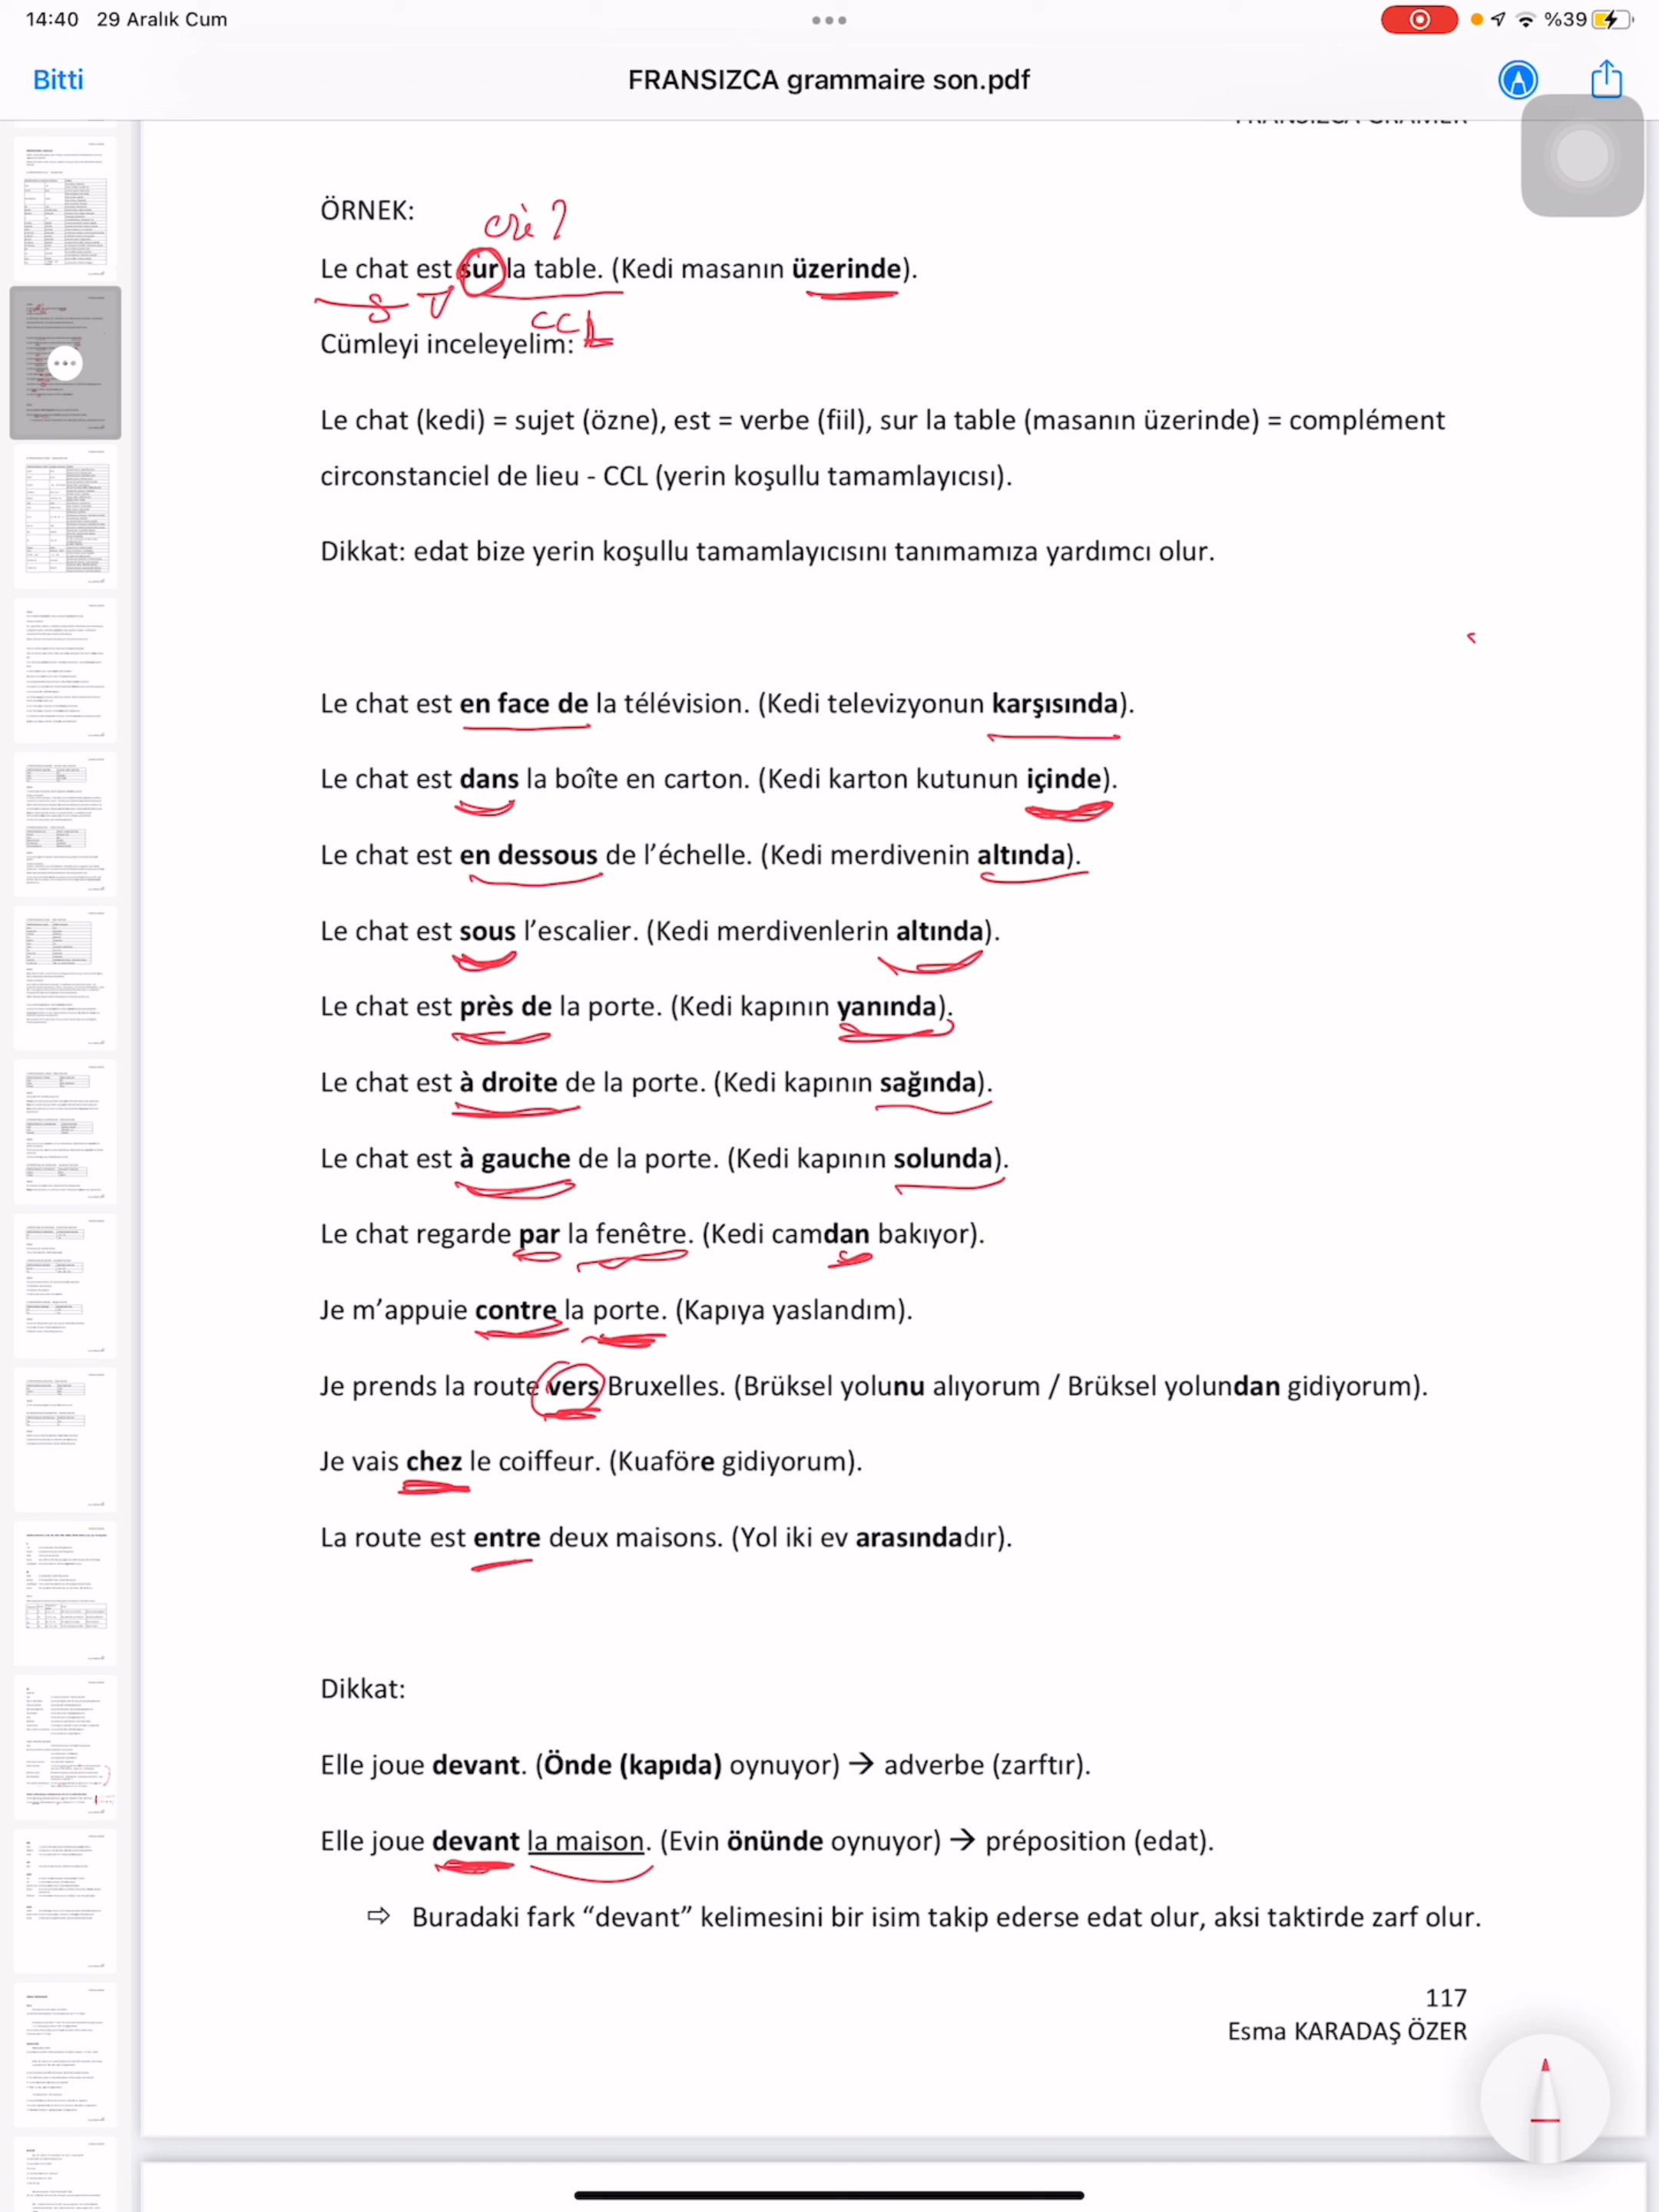 14:40 29 Aralık Cum
%39
Bitti
FRANSIZCA grammaire son.pdf
FRANSIZCA GRAMER
ÖRNEK:
Le chat est sur la table. (Kedi masanın üzerinde).
S V CCL
Cümleyi inceleyelim:
Le chat (kedi) = sujet (özne), est = verbe (fiil), sur la table (masanın üzerinde) = complément
circonstanciel de lieu - CCL (yerin koşullu tamamlayıcısı).
Dikkat: edat bize yerin koşullu tamamlayıcısını tanımamıza yardımcı olur.
Le chat est en face de la télévision. (Kedi televizyonun karşısında).
Le chat est dans la boîte en carton. (Kedi karton kutunun içinde).
Le chat est en dessous de l’échelle. (Kedi merdivenin altında).
Le chat est sous l’escalier. (Kedi merdivenlerin altında).
Le chat est près de la porte. (Kedi kapının yanında).
Le chat est à droite de la porte. (Kedi kapının sağında).
Le chat est à gauche de la porte. (Kedi kapının solunda).
Le chat regarde par la fenêtre. (Kedi camdan bakıyor).
Je m’appuie contre la porte. (Kapıya yaslandım).
Je prends la route vers Bruxelles. (Brüksel yolunu alıyorum / Brüksel yolundan gidiyorum).
Je vais chez le coiffeur. (Kuaföre gidiyorum).
La route est entre deux maisons. (Yol iki ev arasındadır).
Dikkat:
Elle joue devant. (Önde (kapıda) oynuyor) → adverbe (zarftır).
Elle joue devant la maison. (Evin önünde oynuyor) → préposition (edat).
⇨ Buradaki fark “devant” kelimesini bir isim takip ederse edat olur, aksi taktirde zarf olur.
117
Esma KARADAŞ ÖZER